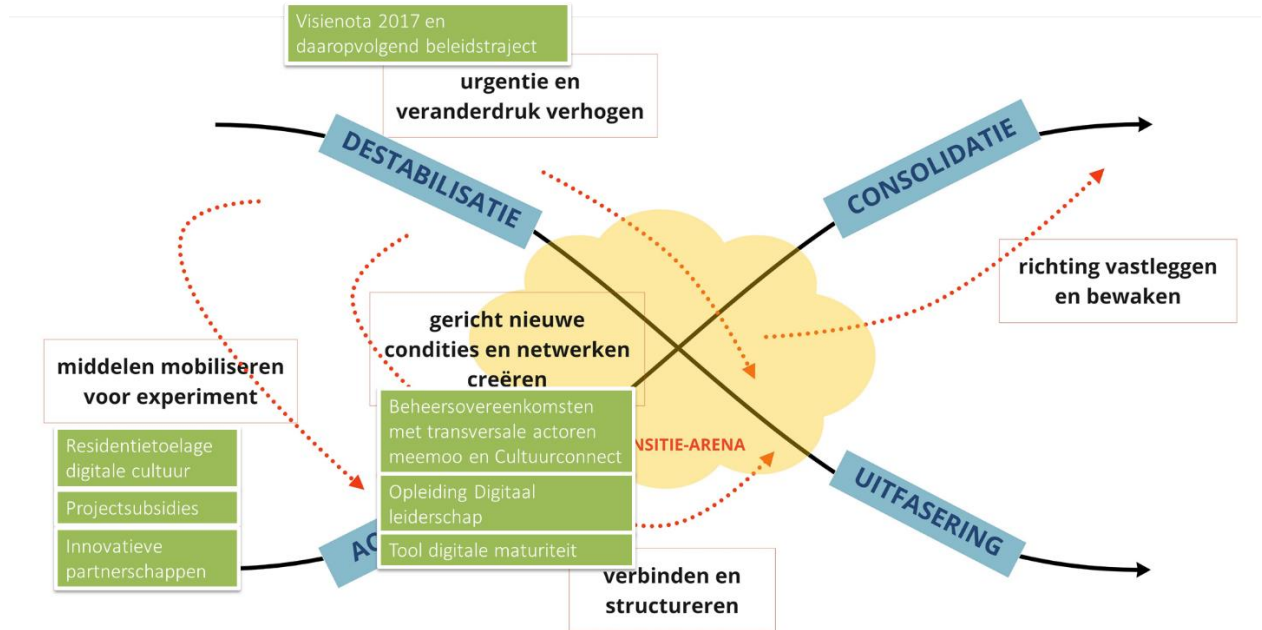 Visienota 2017 en
daaropvolgend beleidstraject
urgentie en
veranderdruk verhogen
DESTABILISATIE
CONSOLIDATIE
richting vastleggen
en bewaken
gericht nieuwe
condities en netwerken
creëren
middelen mobiliseren
voor experiment
Residentietoelage
digitale cultuur
Projectsubsidies
Innovatieve
partnerschappen
Beheersovereenkomsten
met transversale actoren
meemoo en Cultuurconnect
Opleiding Digitaal
leiderschap
Tool digitale maturiteit
NSITIE-ARENA
UITFASERING
verbinden en
structureren